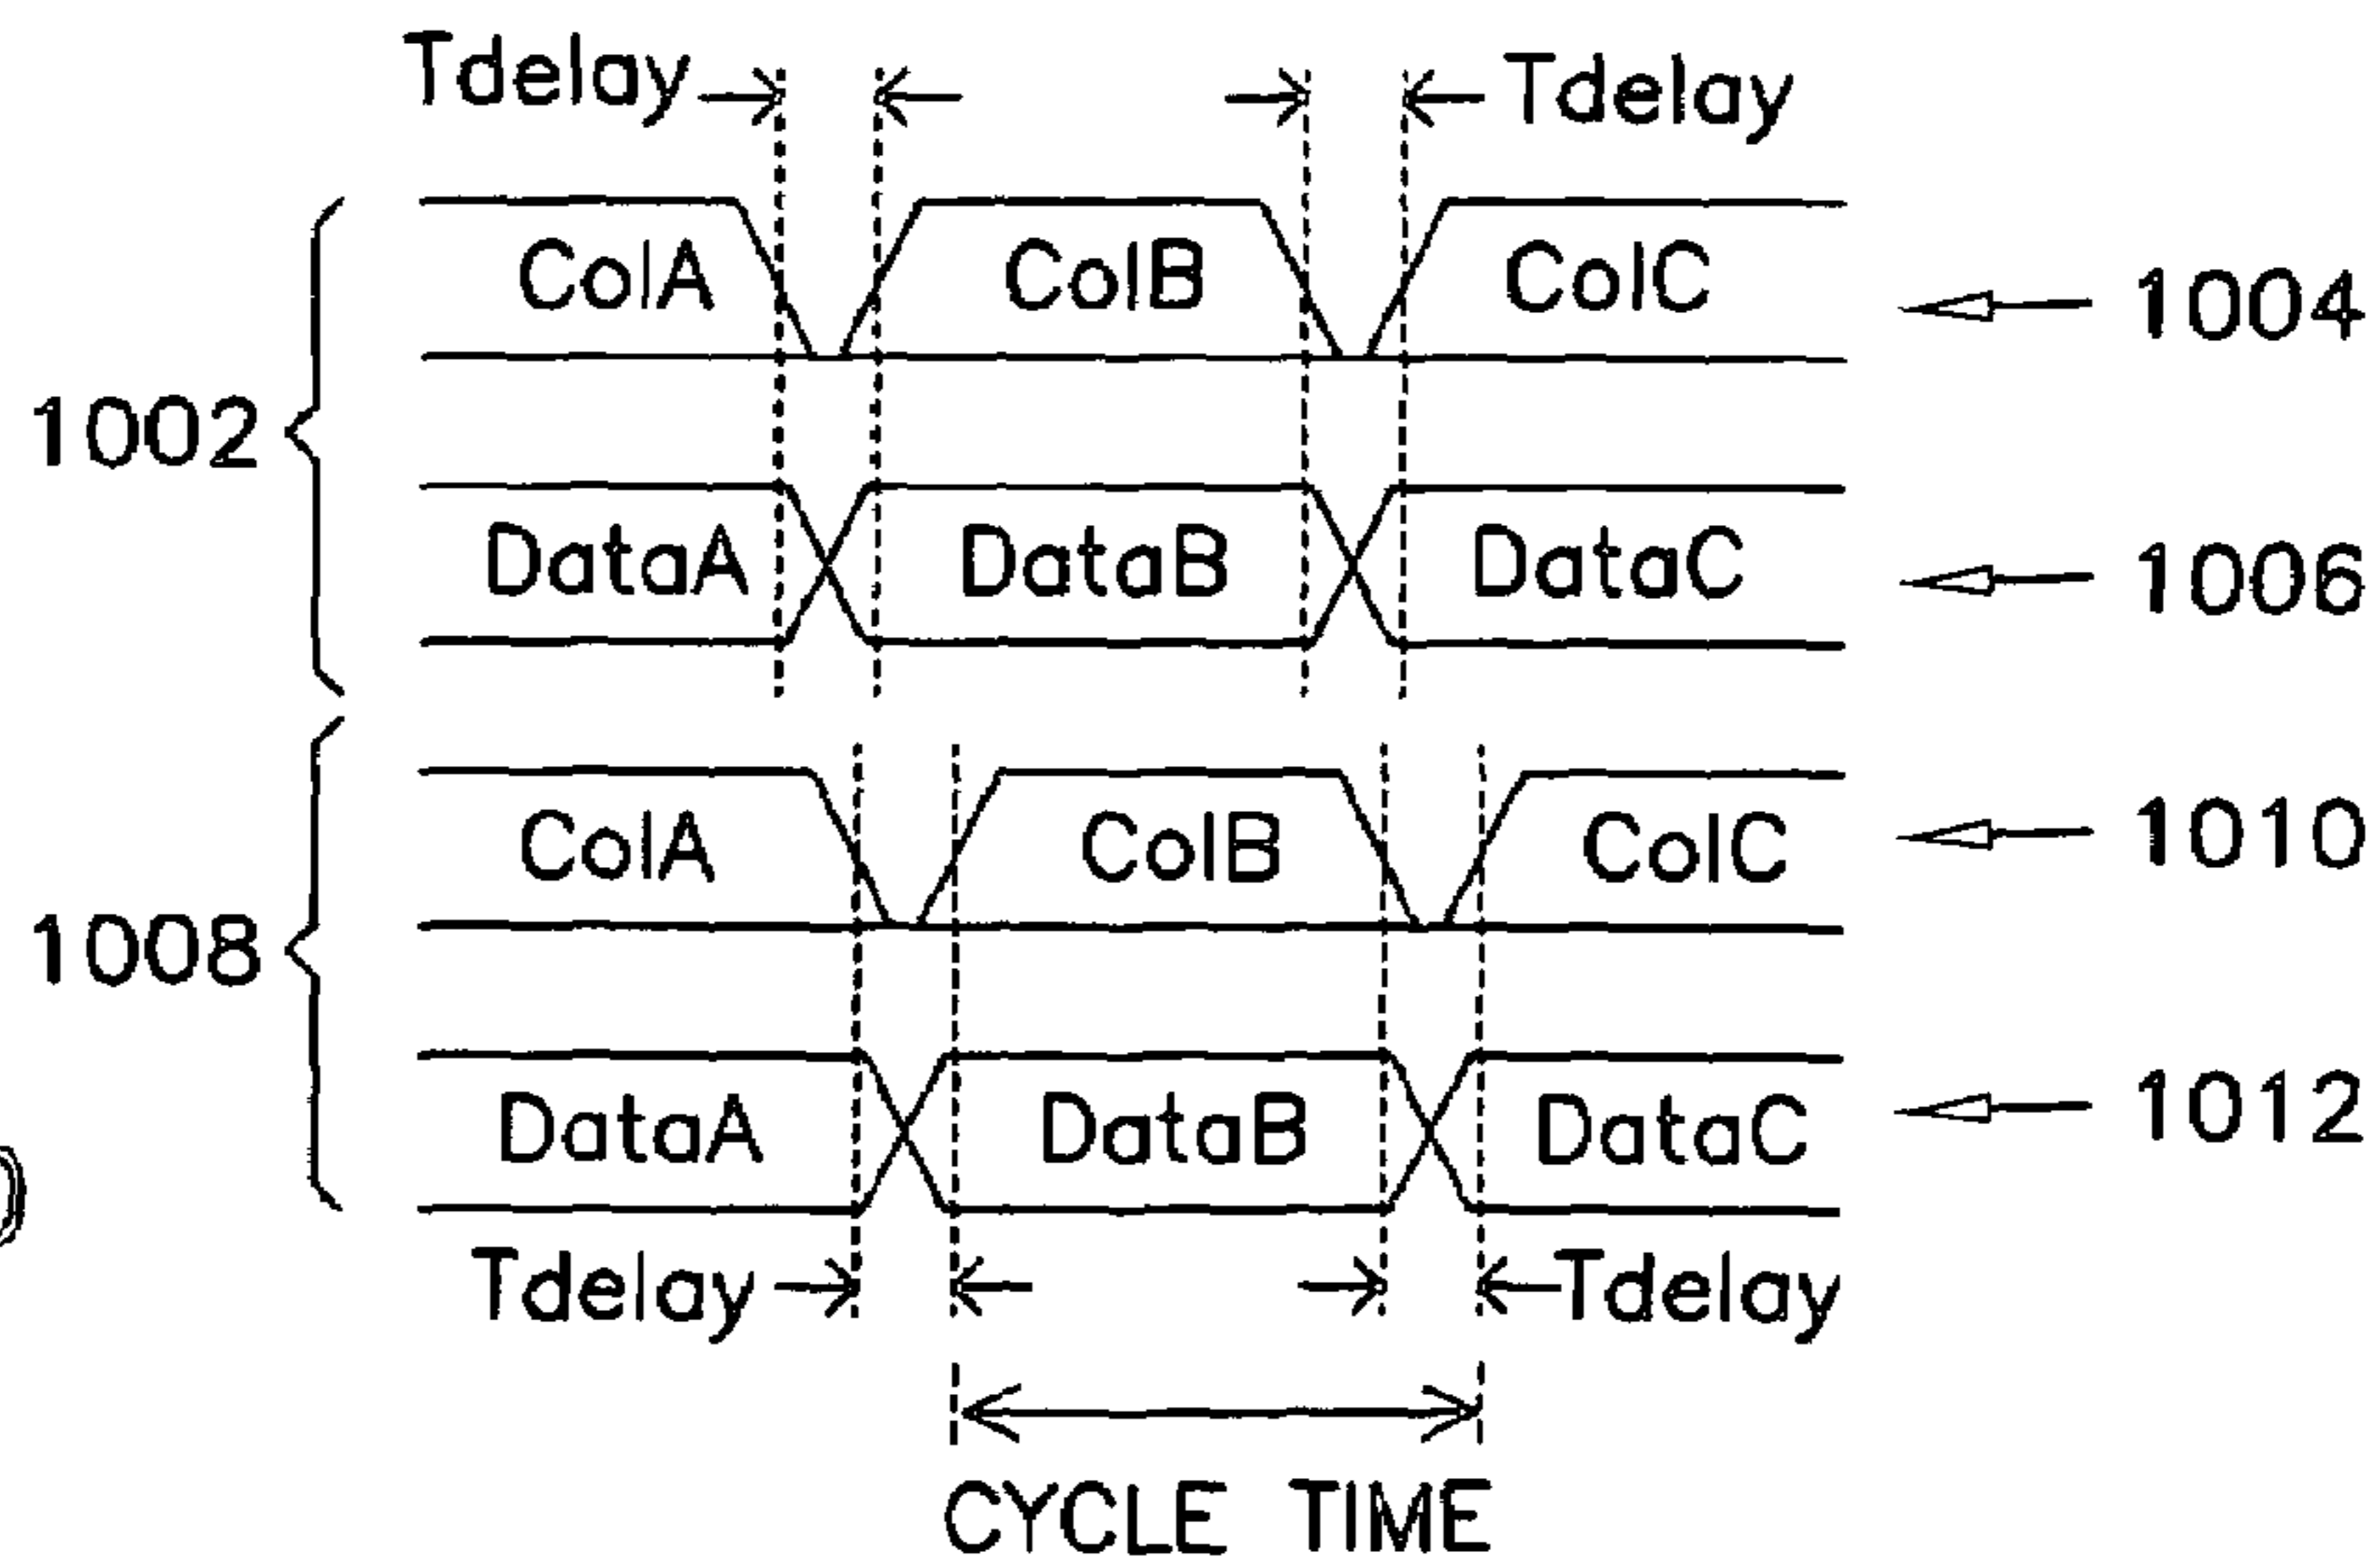 Tdelay Tdelay
ColA ColB ColC 1004
1002
DataA DataB DataC 1006
ColA ColB ColC 1010
1008
DataA DataB DataC 1012
Tdelay Tdelay
CYCLE TIME